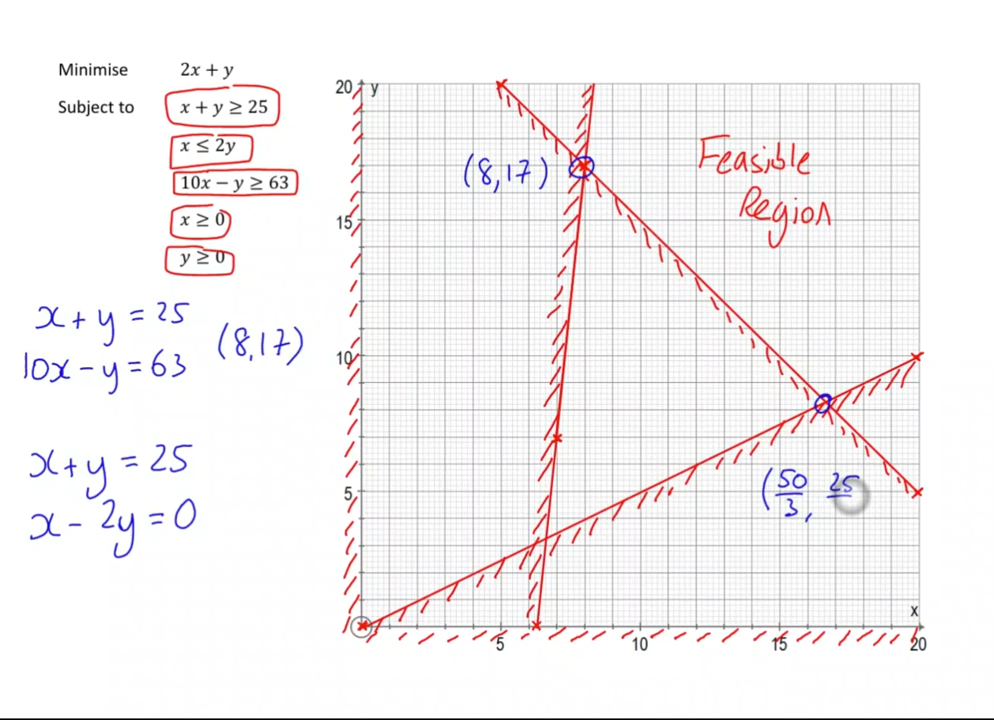 Minimise 2x + y
Subject to x + y ≥ 25
x ≤ 2y
10x − y ≥ 63
x ≥ 0
y ≥ 0
x + y = 25
10x − y = 63
(8,17)
x + y = 25
x − 2y = 0
20 y
15
10
5
5 10 15 20
x
(8,17)
Feasible
Region
(50/3, 25